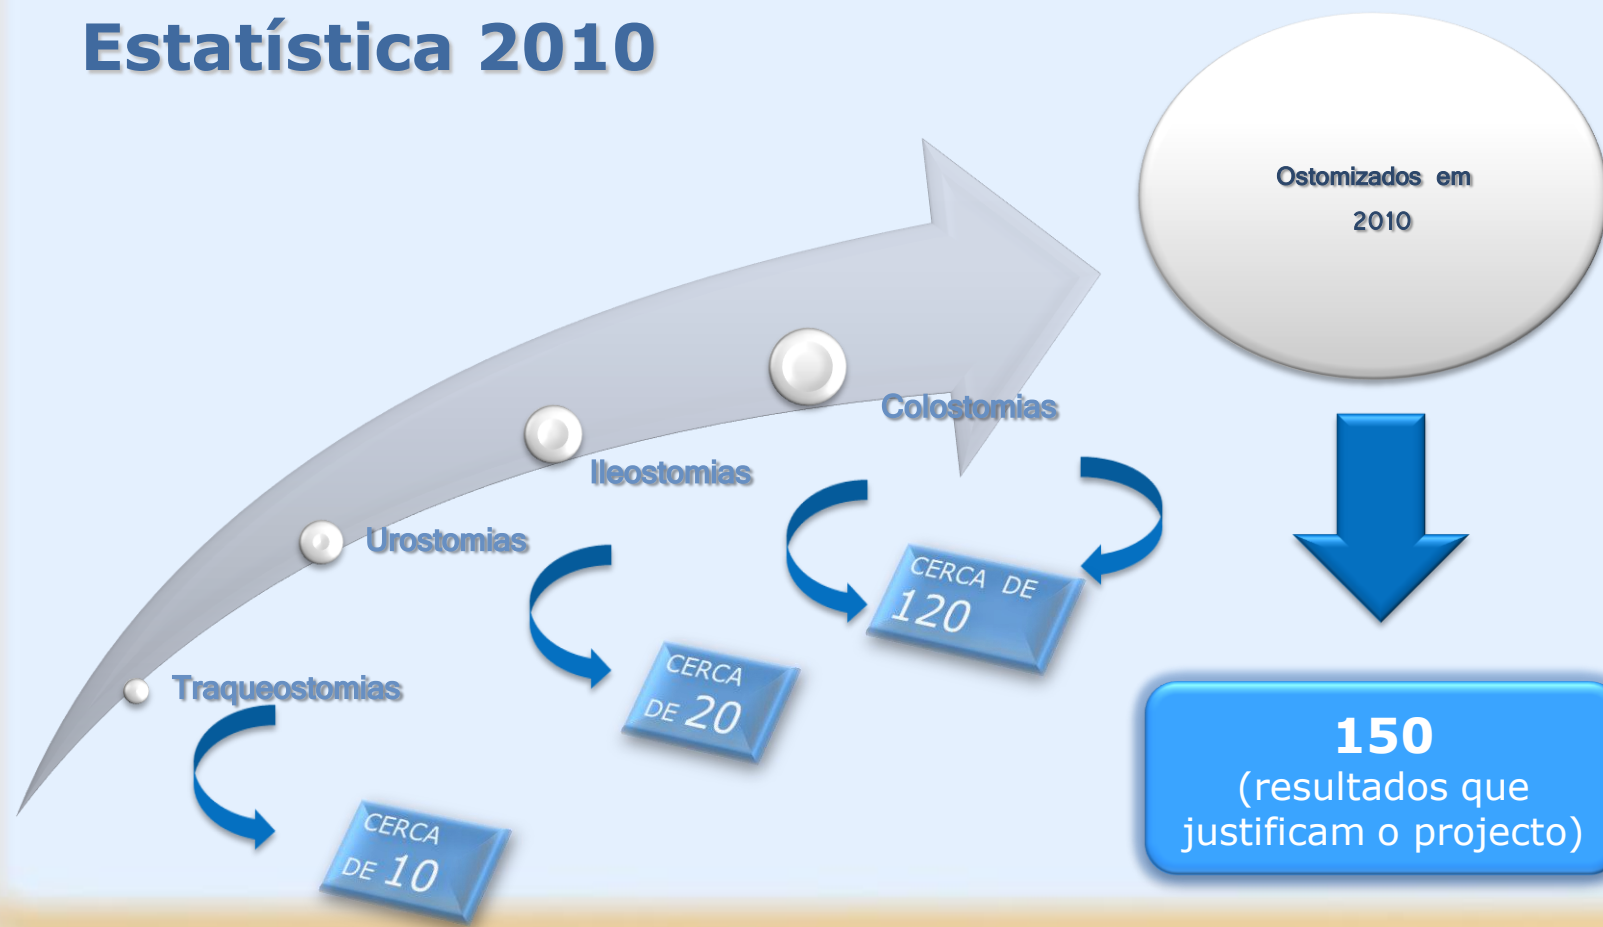 Estatística 2010
Ostomizados em
2010
Colostomias
Ileostomias
Urostomias
CERCA DE
120
CERCA
DE 20
Traqueostomias
CERCA
DE 10
150
(resultados que
justificam o projecto)